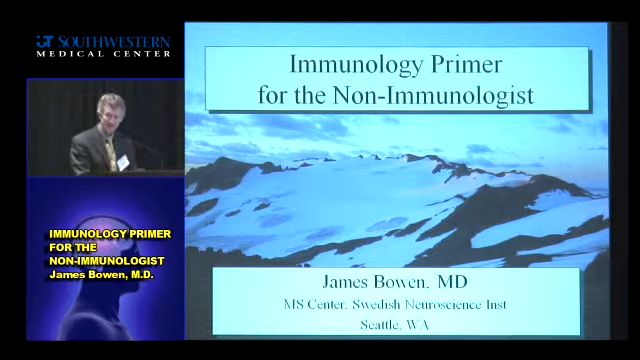 UT SOUTHWESTERN
MEDICAL CENTER
Immunology Primer
for the Non-Immunologist
IMMUNOLOGY PRIMER
FOR THE
NON-IMMUNOLOGIST
James Bowen, M.D.
James Bowen, MD
MS Center, Swedish Neuroscience Inst
Seattle, WA